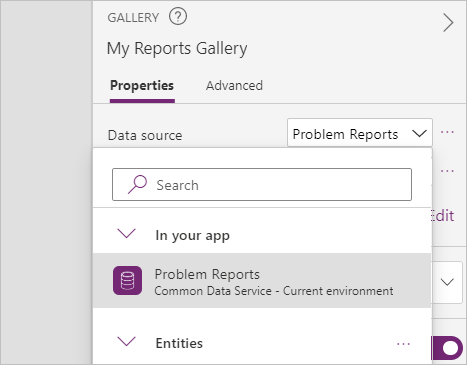 GALLERY ?
My Reports Gallery
Properties Advanced
Data source Problem Reports ...
...
Search
Edit
In your app
Problem Reports
Common Data Service - Current environment
Entities ...